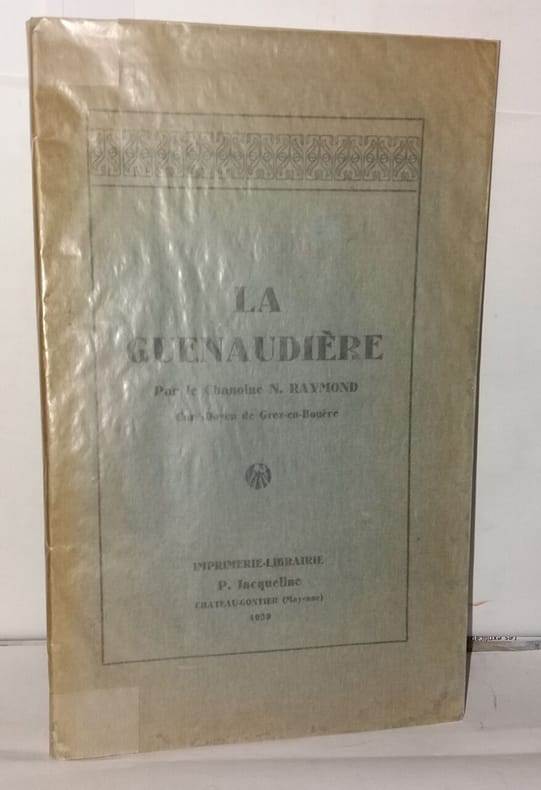 LA
GUENAUDIÈRE
Par le Chanoine N. RAYMOND
Curé-Doyen de Grez-en-Bouère
IMPRIMERIE-LIBRAIRIE
P. Jacqueline
CHATEAU-GONTIER (Mayenne)